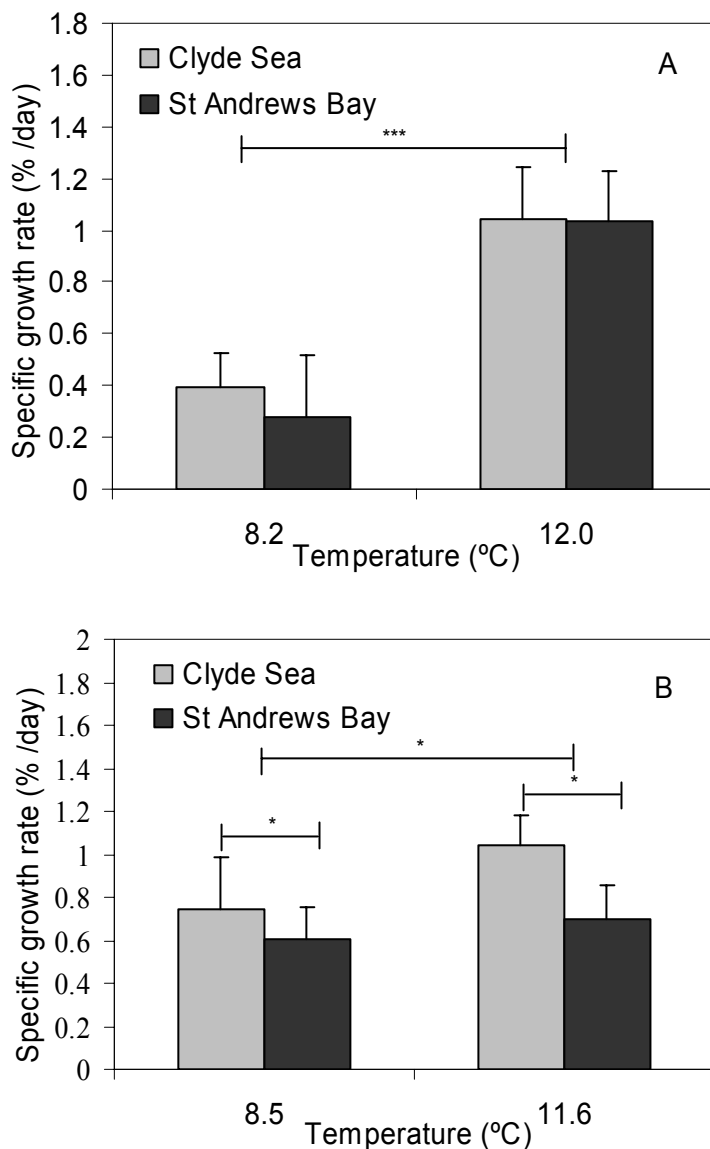 Specific growth rate (% /day)
1.8
1.6
1.4
1.2
1
0.8
0.6
0.4
0.2
0
Clyde Sea
St Andrews Bay
A
***
8.2
12.0
Temperature (ºC)
Specific growth rate (% /day)
2
1.8
1.6
1.4
1.2
1
0.8
0.6
0.4
0.2
0
Clyde Sea
St Andrews Bay
B
*
*
*
8.5
11.6
Temperature (ºC)